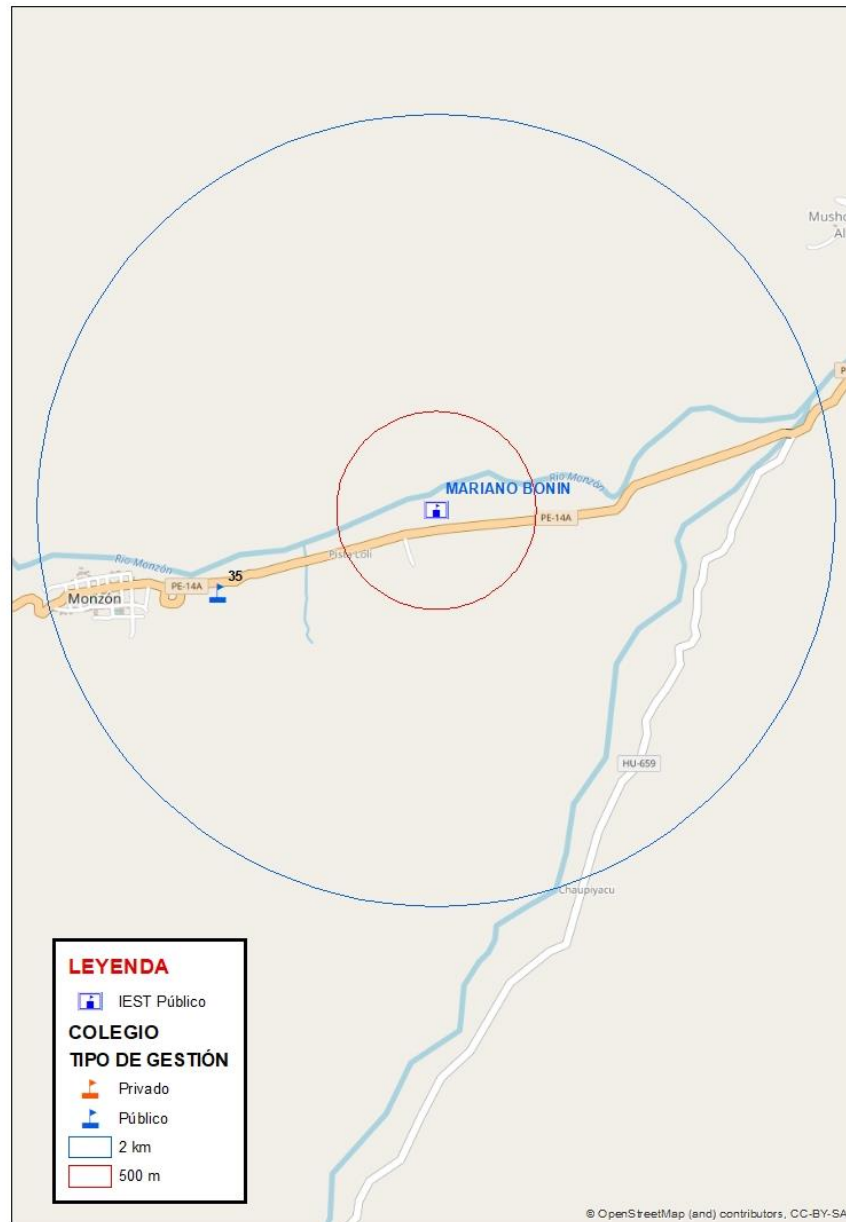 Musho
Al
P
Rio Monzón
MARIANO BONIN
PE-14A
Pista Loli
Rio Monzón
35
PE-14A
Monzón
HU-659
Chaupiyacu
LEYENDA
IEST Público
COLEGIO
TIPO DE GESTIÓN
Privado
Público
2 km
500 m
© OpenStreetMap (and) contributors, CC-BY-SA